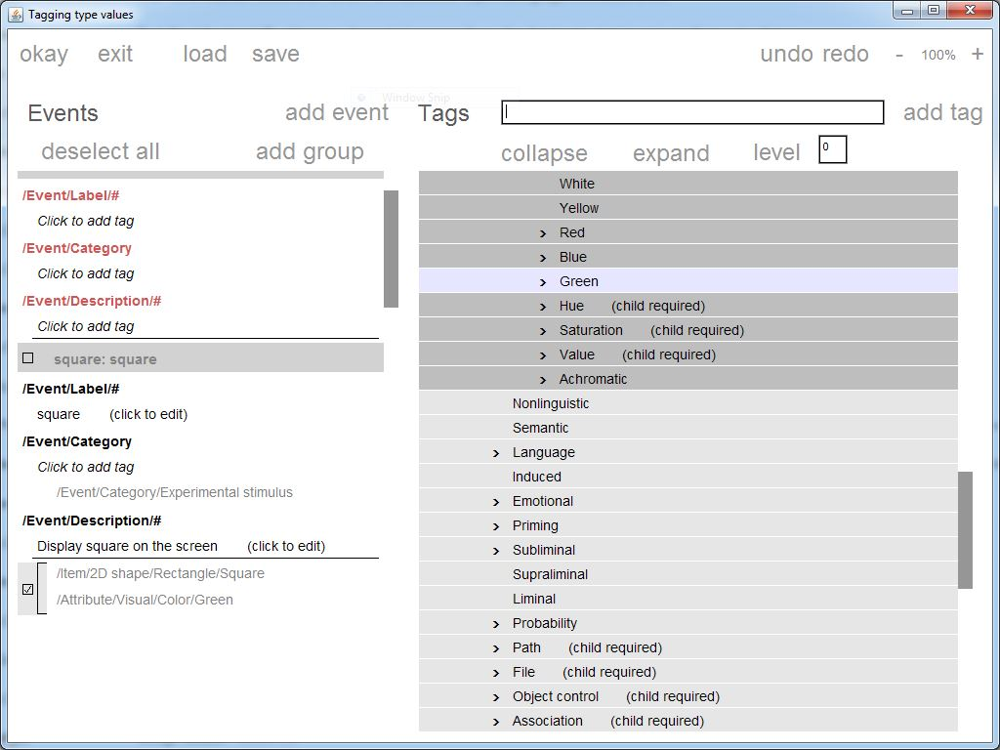 Tagging type values
okay exit load save undo redo - 100% +
Window Snip
Events add event Tags add tag
deselect all add group collapse expand level 0
/Event/Label/#
Click to add tag
/Event/Category
Click to add tag
/Event/Description/#
Click to add tag
square: square
/Event/Label/#
square (click to edit)
/Event/Category
Click to add tag
/Event/Category/Experimental stimulus
/Event/Description/#
Display square on the screen (click to edit)
/Item/2D shape/Rectangle/Square
/Attribute/Visual/Color/Green
White
Yellow
> Red
> Blue
> Green
> Hue (child required)
> Saturation (child required)
> Value (child required)
> Achromatic
Nonlinguistic
Semantic
> Language
Induced
> Emotional
> Priming
> Subliminal
Supraliminal
Liminal
> Probability
> Path (child required)
> File (child required)
> Object control (child required)
> Association (child required)